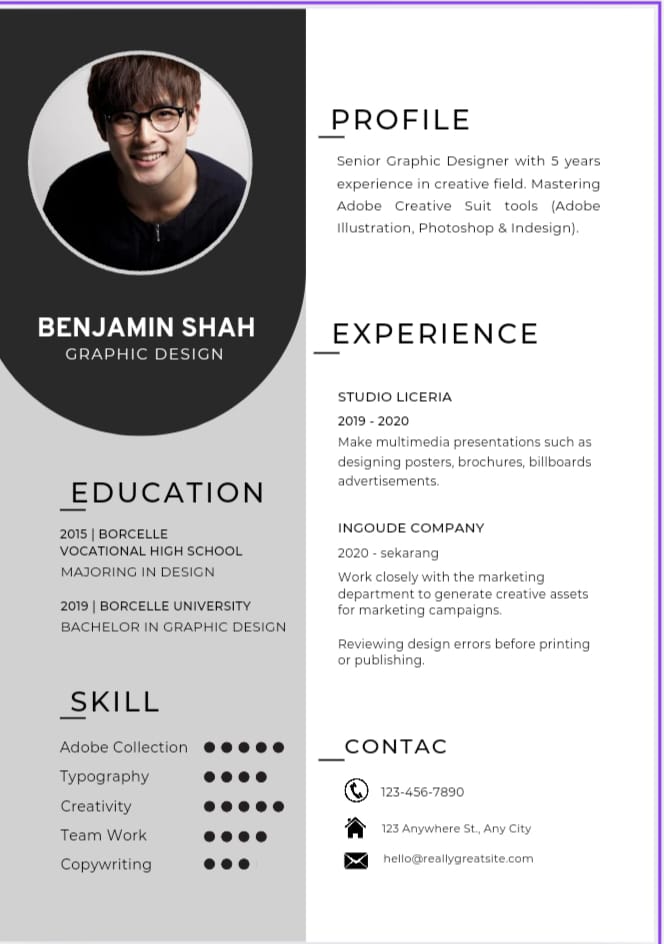 BENJAMIN SHAH
GRAPHIC DESIGN
EDUCATION
2015 | BORCELLE
VOCATIONAL HIGH SCHOOL
MAJORING IN DESIGN
2019 | BORCELLE UNIVERSITY
BACHELOR IN GRAPHIC DESIGN
SKILL
Adobe Collection
Typography
Creativity
Team Work
Copywriting
PROFILE
Senior Graphic Designer with 5 years
experience in creative field. Mastering
Adobe Creative Suit tools (Adobe
Illustration, Photoshop & Indesign).
EXPERIENCE
STUDIO LICERIA
2019 - 2020
Make multimedia presentations such as
designing posters, brochures, billboards
advertisements.
INGOUDE COMPANY
2020 - sekarang
Work closely with the marketing
department to generate creative assets
for marketing campaigns.
Reviewing design errors before printing
or publishing.
CONTAC
123-456-7890
123 Anywhere St., Any City
hello@reallygreatsite.com